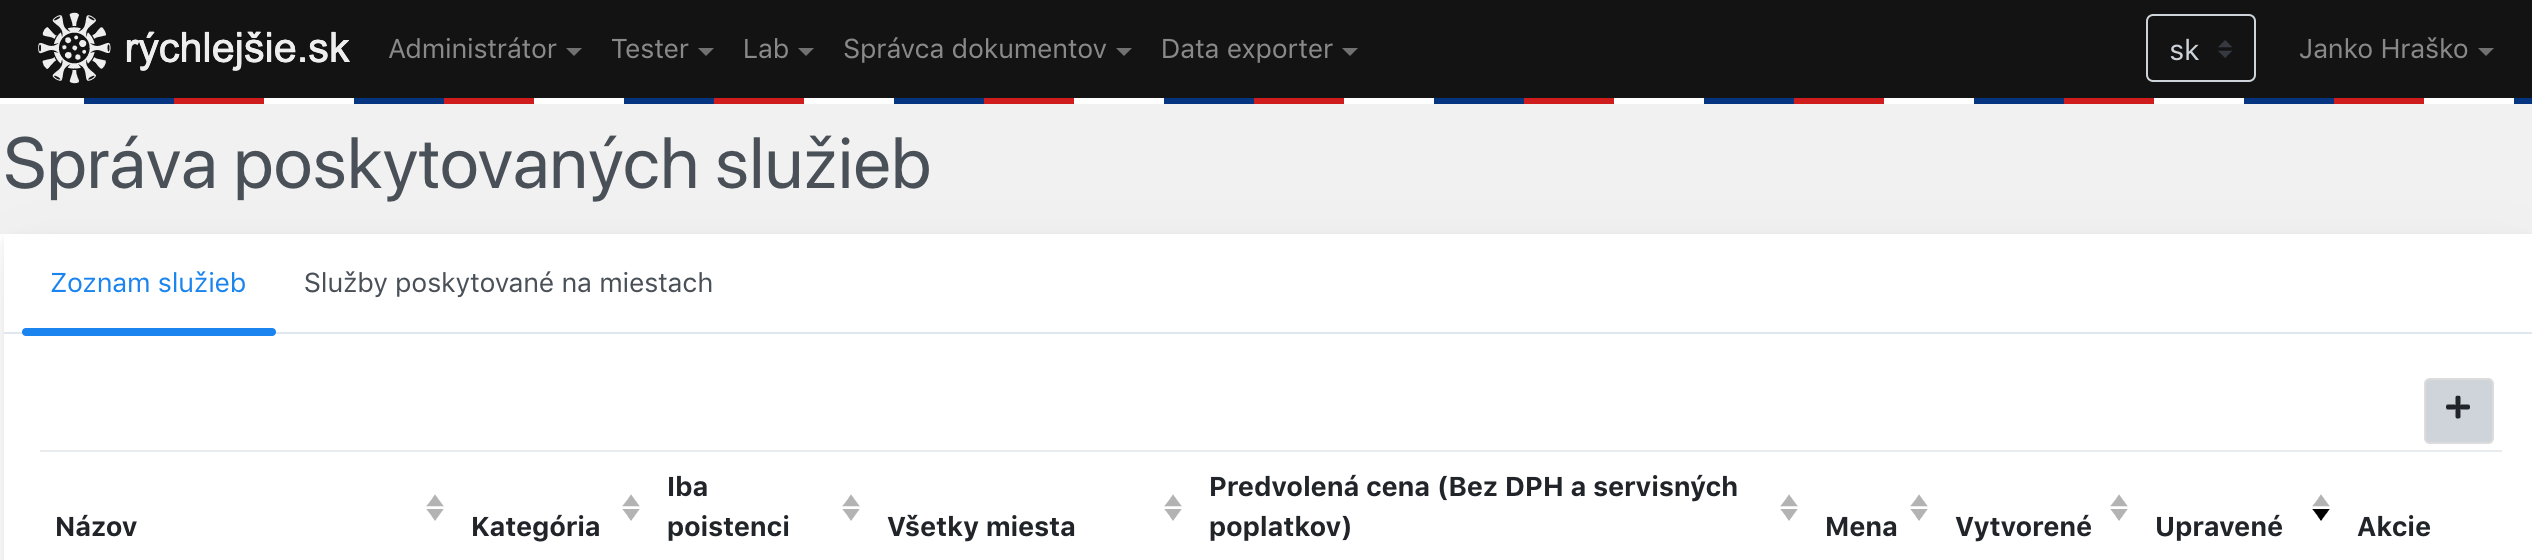 rýchlejšie.sk Administrátor Tester Lab Správca dokumentov Data exporter sk Janko Hraško
Správa poskytovaných služieb
Zoznam služieb Služby poskytované na miestach
+
Iba Predvolená cena (Bez DPH a servisných
Názov Kategória poistenci Všetky miesta poplatkov) Mena Vytvorené Upravené Akcie